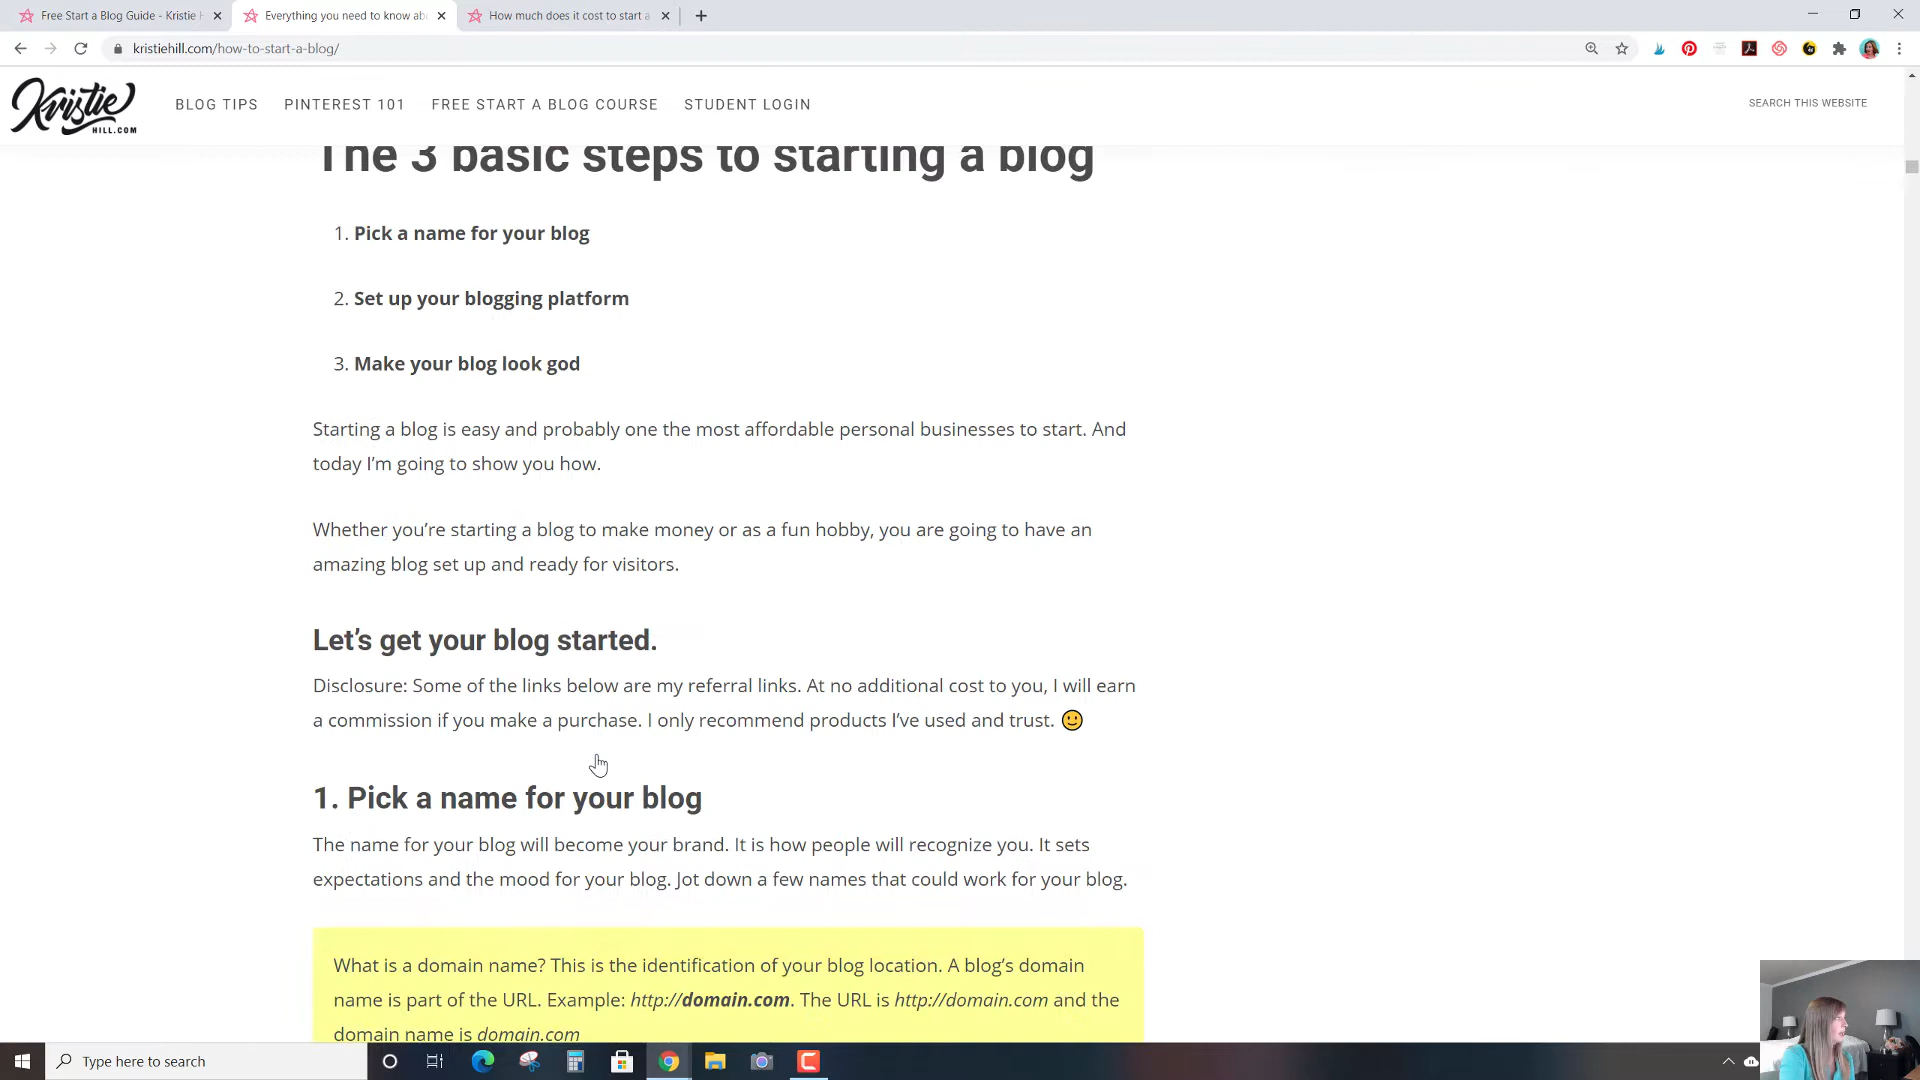 Free Start a Blog Guide - Kristie H
Everything you need to know abo
How much does it cost to start a
kristiehill.com/how-to-start-a-blog/
Kristie
HILL.COM
BLOG TIPS
PINTEREST 101
FREE START A BLOG COURSE
STUDENT LOGIN
SEARCH THIS WEBSITE
The 3 basic steps to starting a blog
1. Pick a name for your blog
2. Set up your blogging platform
3. Make your blog look god
Starting a blog is easy and probably one the most affordable personal businesses to start. And
today I’m going to show you how.
Whether you’re starting a blog to make money or as a fun hobby, you are going to have an
amazing blog set up and ready for visitors.
Let’s get your blog started.
Disclosure: Some of the links below are my referral links. At no additional cost to you, I will earn
a commission if you make a purchase. I only recommend products I’ve used and trust. 🙂
1. Pick a name for your blog
The name for your blog will become your brand. It is how people will recognize you. It sets
expectations and the mood for your blog. Jot down a few names that could work for your blog.
What is a domain name? This is the identification of your blog location. A blog’s domain
name is part of the URL. Example: http://domain.com. The URL is http://domain.com and the
domain name is domain.com
Type here to search